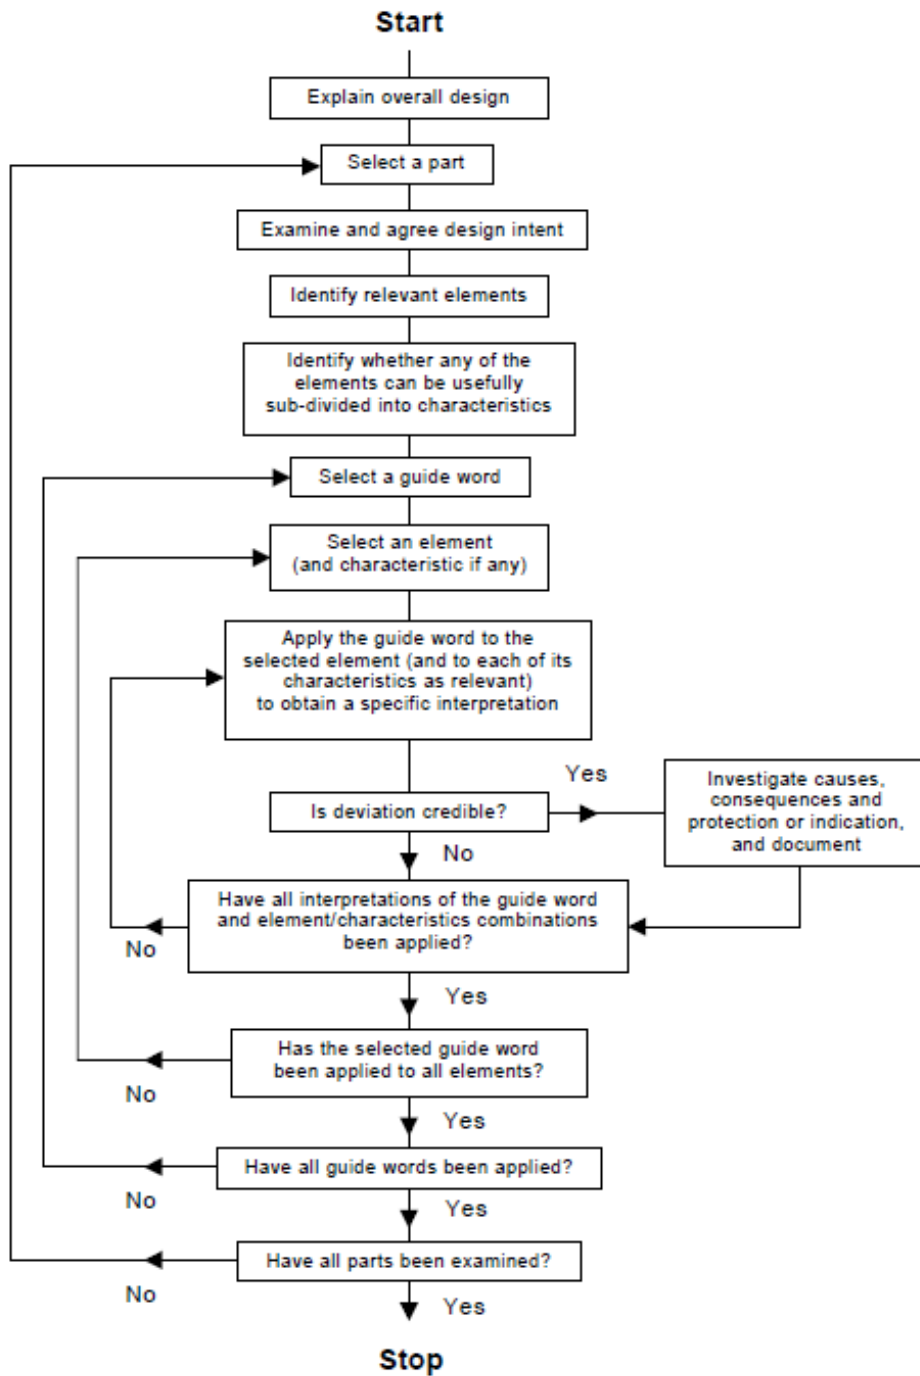 Start
Explain overall design
Select a part
Examine and agree design intent
Identify relevant elements
Identify whether any of the
elements can be usefully
sub-divided into characteristics
Select a guide word
Select an element
(and characteristic if any)
Apply the guide word to the
selected element (and to each of its
characteristics as relevant)
to obtain a specific interpretation
Yes
Investigate causes,
consequences and
protection or indication,
and document
Is deviation credible?
No
Have all interpretations of the guide word
and element/characteristics combinations
been applied?
No
Yes
Has the selected guide word
been applied to all elements?
No
Yes
Have all guide words been applied?
No
Yes
Have all parts been examined?
No
Yes
Stop